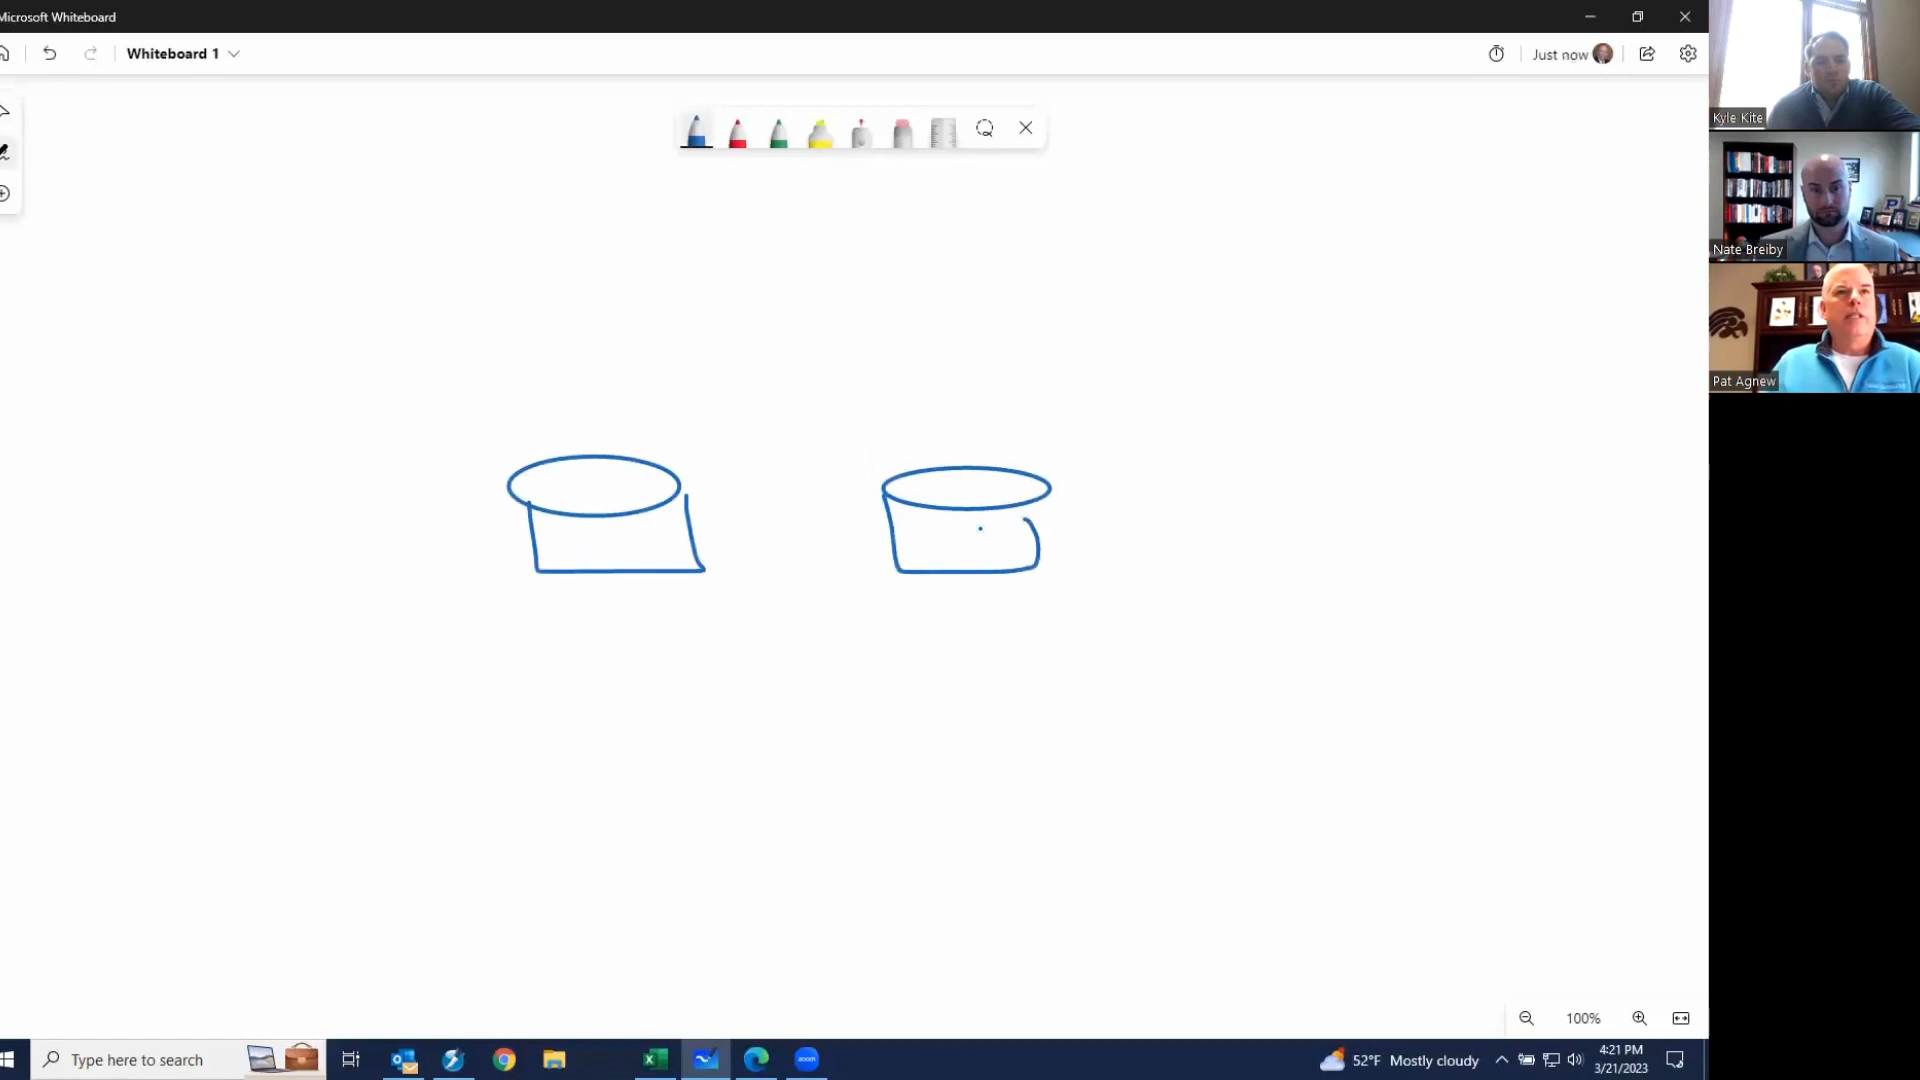 Microsoft Whiteboard
Whiteboard 1
Just now
Kyle Kite
Nate Breiby
Pat Agnew
100%
Type here to search
zoom
52°F Mostly cloudy
4:21 PM
3/21/2023